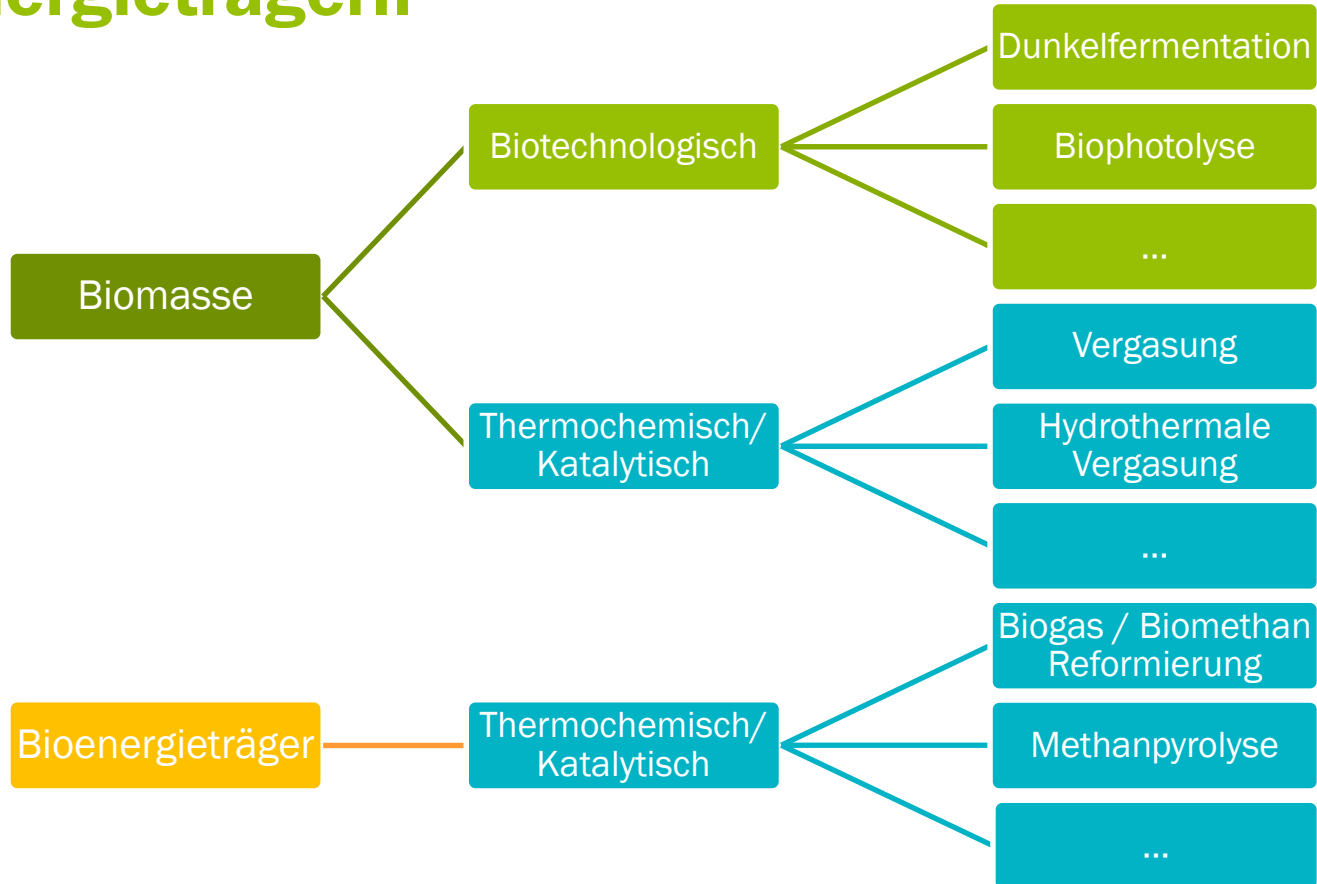 Dunkelfermentation
Biotechnologisch
Biophotolyse
...
Biomasse
Vergasung
Thermochemisch/
Katalytisch
Hydrothermale
Vergasung
...
Biogas / Biomethan
Reformierung
Bioenergieträger
Thermochemisch/
Katalytisch
Methanpyrolyse
...